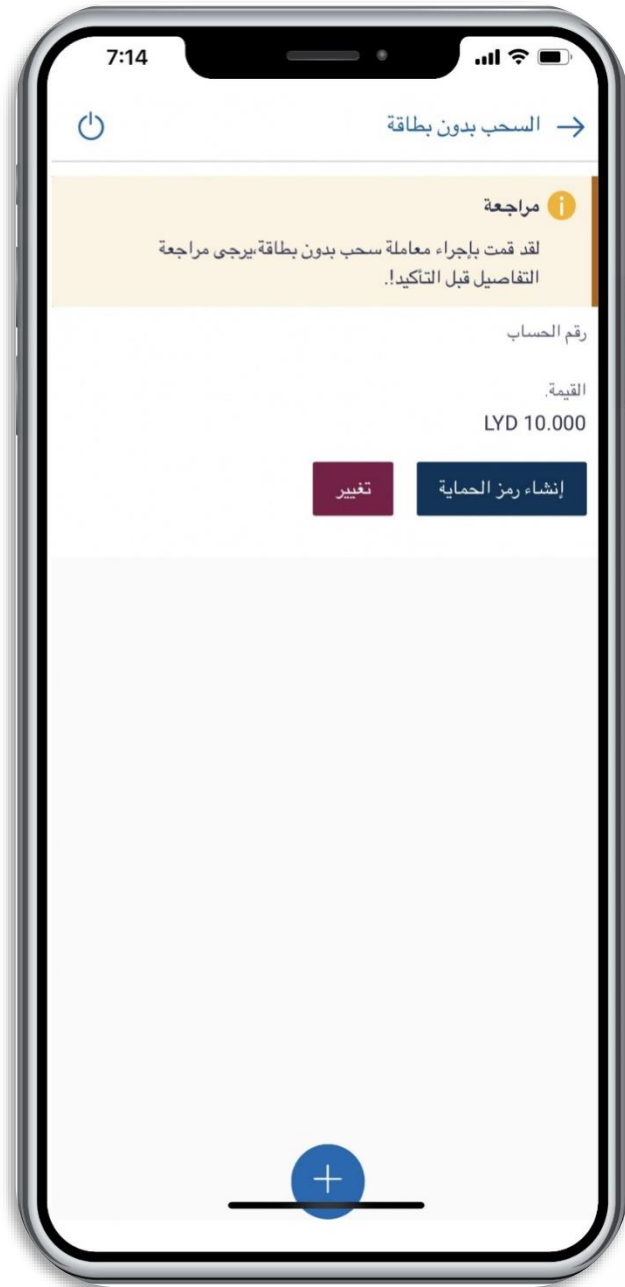 7:14
السحب بدون بطاقة
مراجعة
لقد قمت بإجراء معاملة سحب بدون بطاقة،يرجى مراجعة
التفاصيل قبل التأكيد!.
رقم الحساب
القيمة.
LYD 10.000
إنشاء رمز الحماية
تغيير